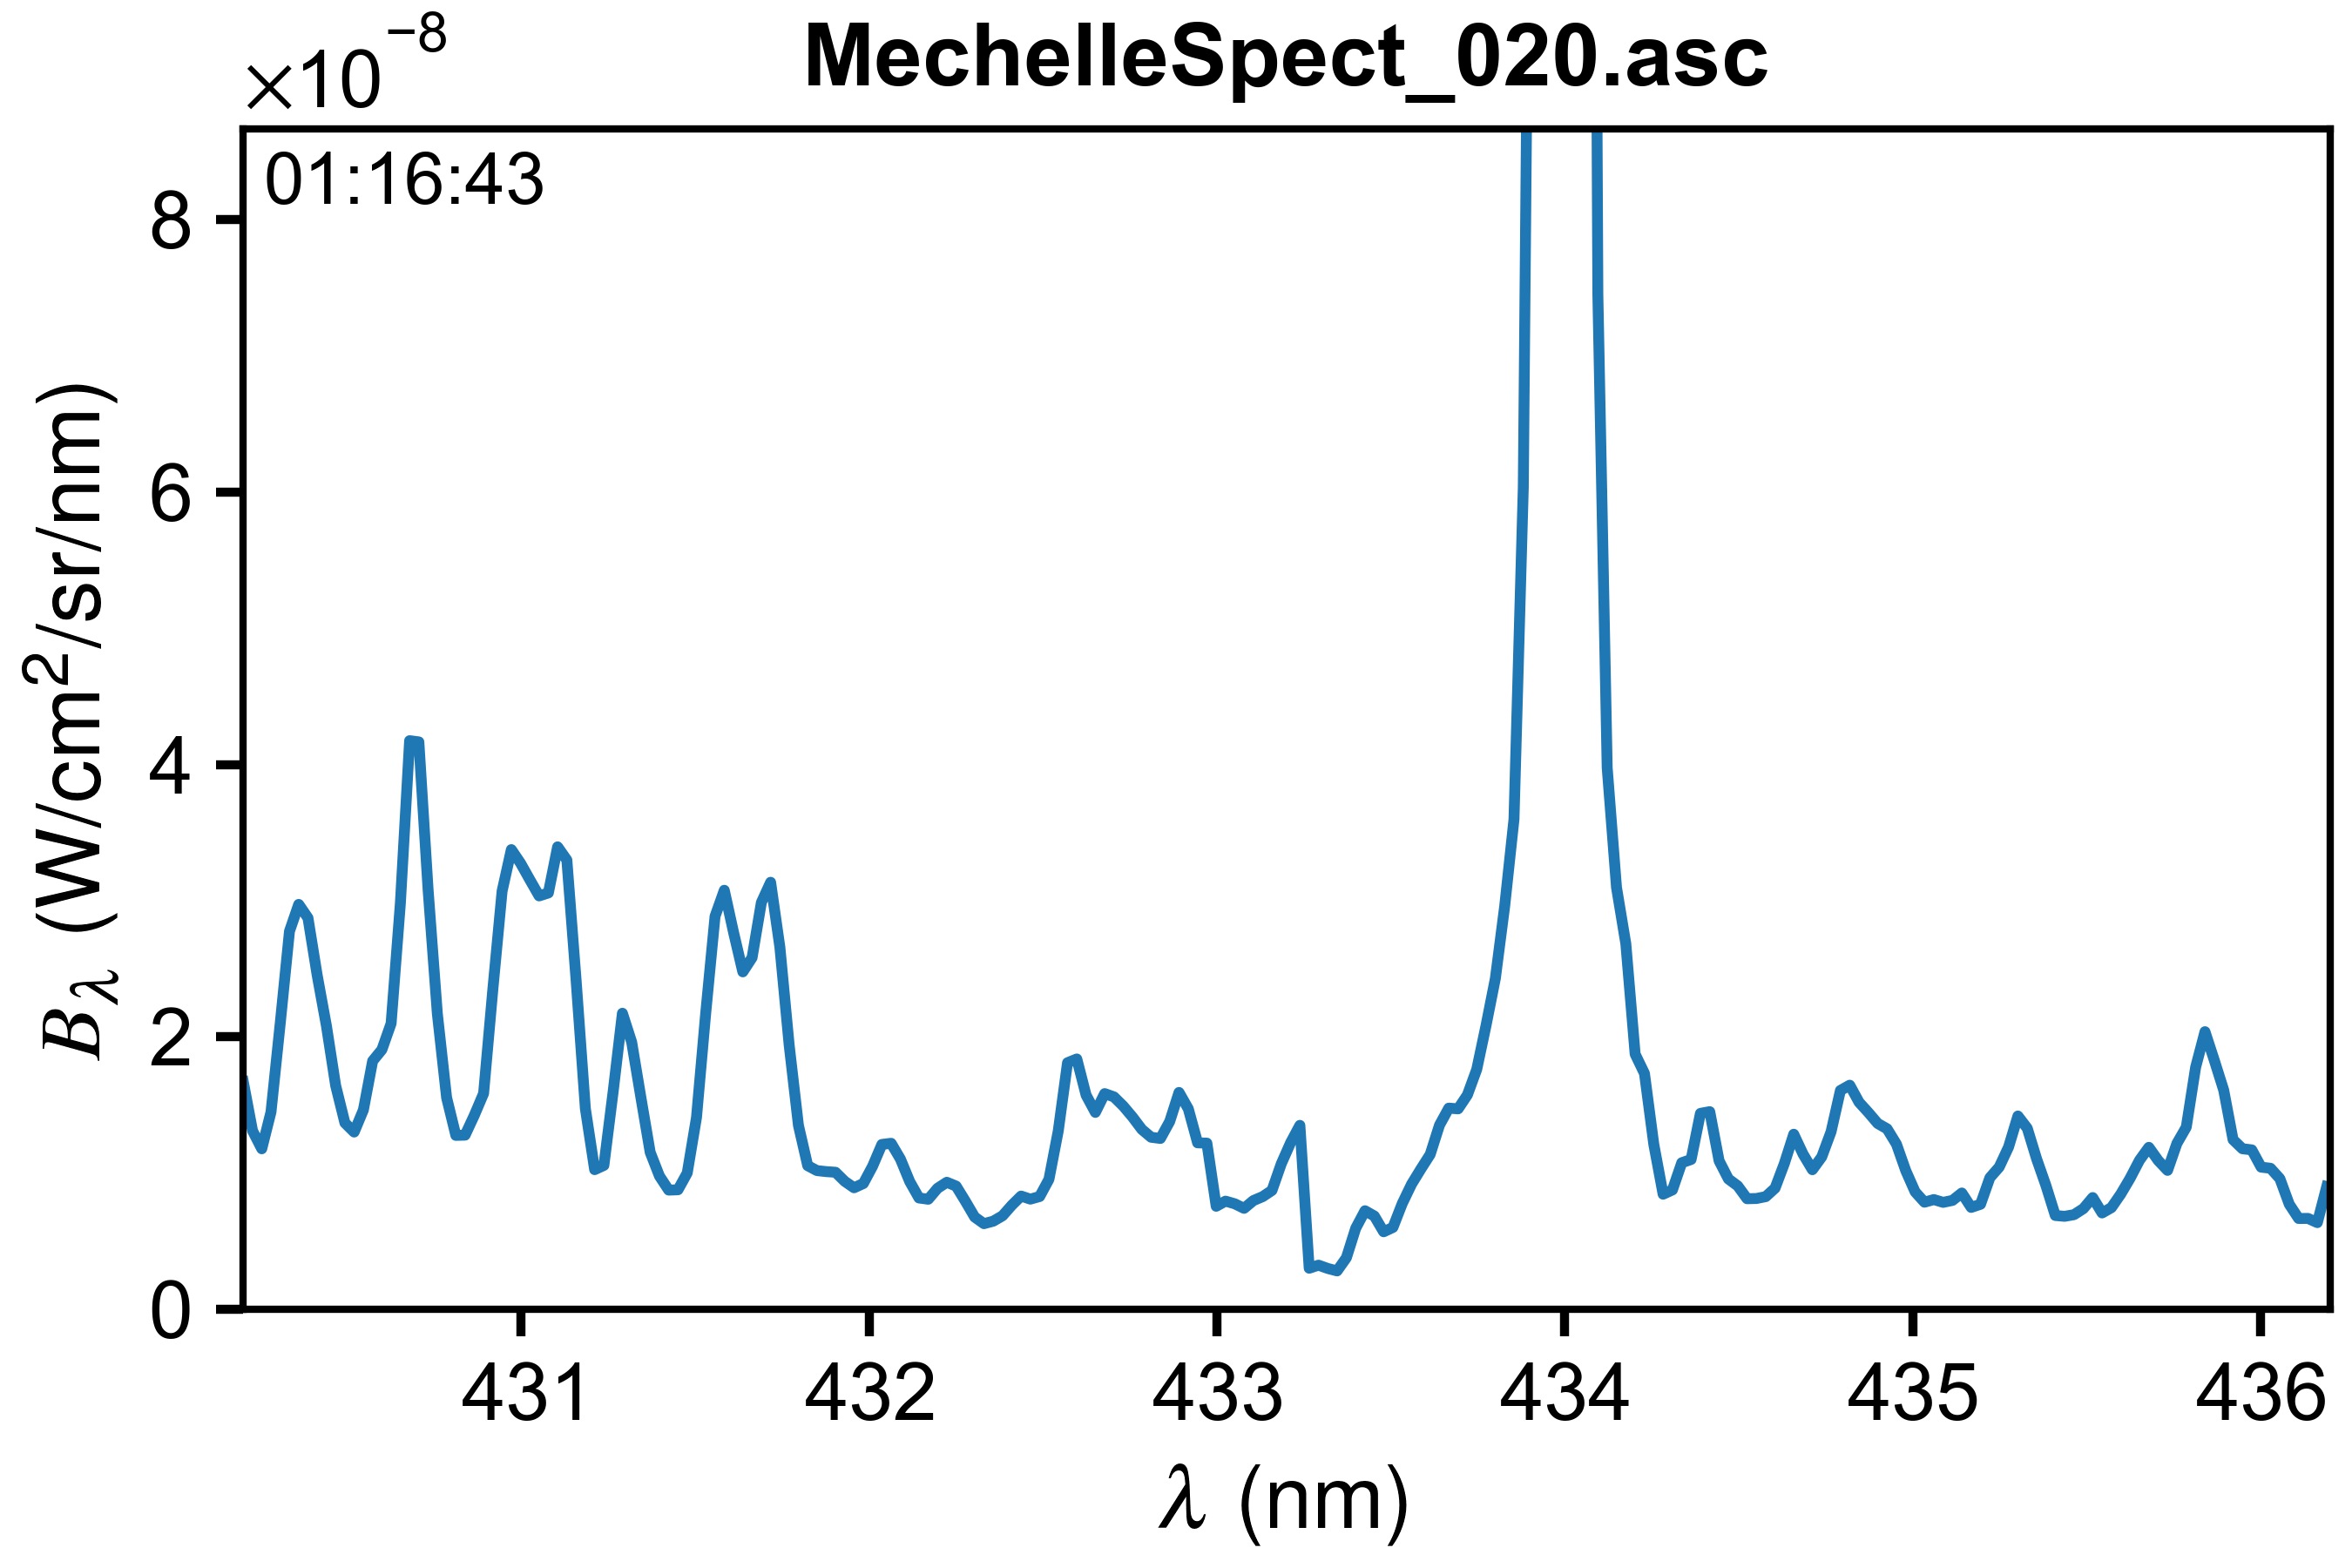 MechelleSpect_020.asc
×10⁻⁸
01:16:43
8
6
4
2
0
B_λ (W/cm²/sr/nm)
431 432 433 434 435 436
λ (nm)